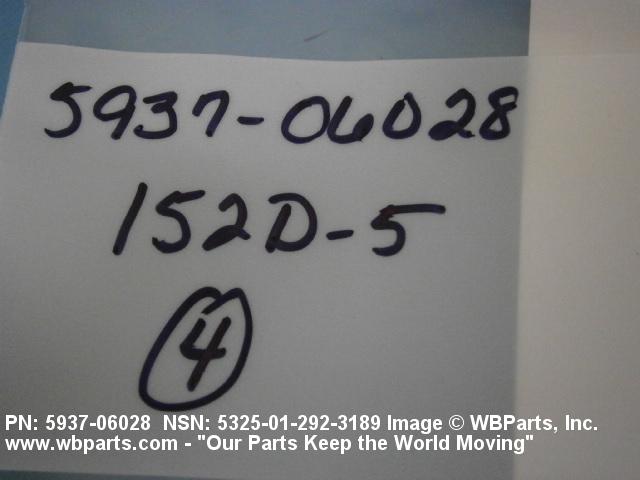 5937-06028
152D-5
4
PN: 5937-06028 NSN: 5325-01-292-3189 Image © WBParts, Inc.
www.wbparts.com - "Our Parts Keep the World Moving"